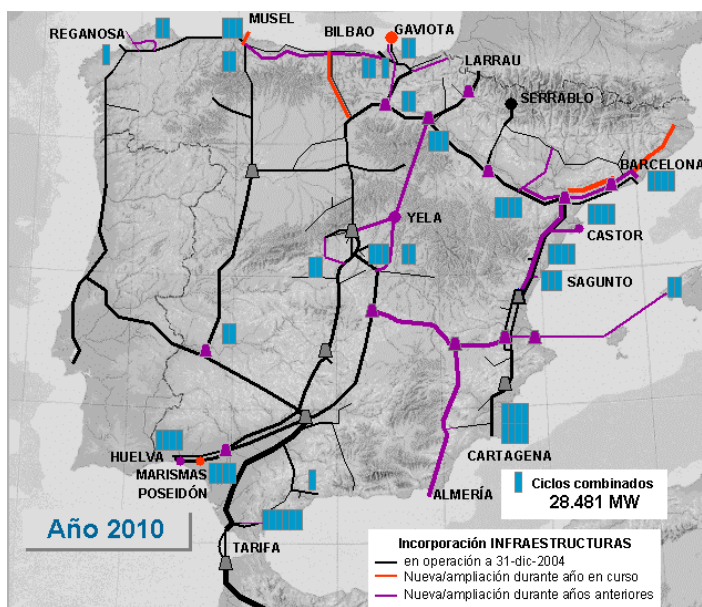 MUSEL
REGANOSA
BILBAO
GAVIOTA
LARRAU
SERRABLO
BARCELONA
YELA
CASTOR
SAGUNTO
HUELVA
MARISMAS
POSEIDÓN
CARTAGENA
ALMERÍA
TARIFA
Año 2010
Ciclos combinados
28.481 MW
Incorporación INFRAESTRUCTURAS
en operación a 31-dic-2004
Nueva/ampliación durante año en curso
Nueva/ampliación durante años anteriores